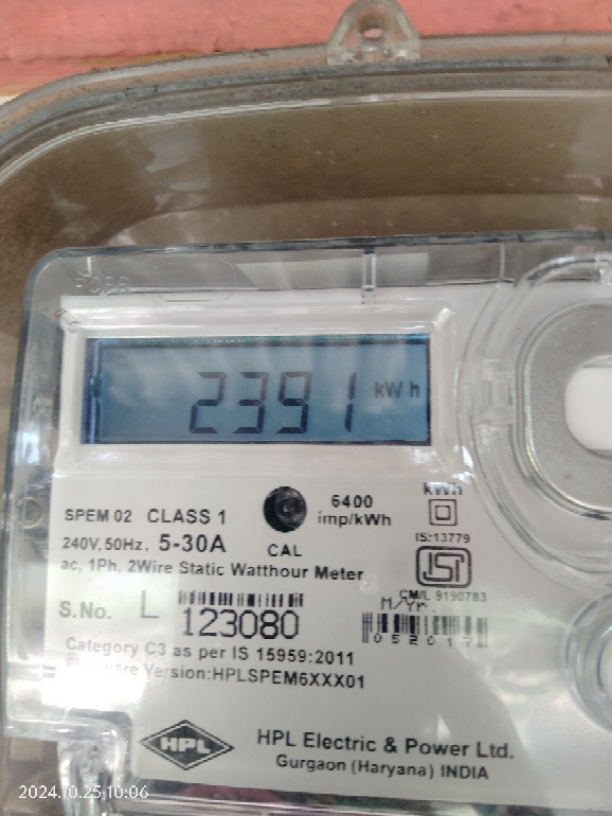 2391 kWh
6400
imp/kWh
kWh
SPEM 02 CLASS 1
CAL
240V, 50Hz, 5-30A
IS:13779
ac, 1Ph, 2Wire Static Watthour Meter
ISI
CM/L 9190783
S.No. L 123080
M/Yr.
052017
Category C3 as per IS 15959:2011
Version:HPLSPEM6XXX01
HPL
HPL Electric & Power Ltd.
Gurgaon (Haryana) INDIA
2024.10.25 10:06